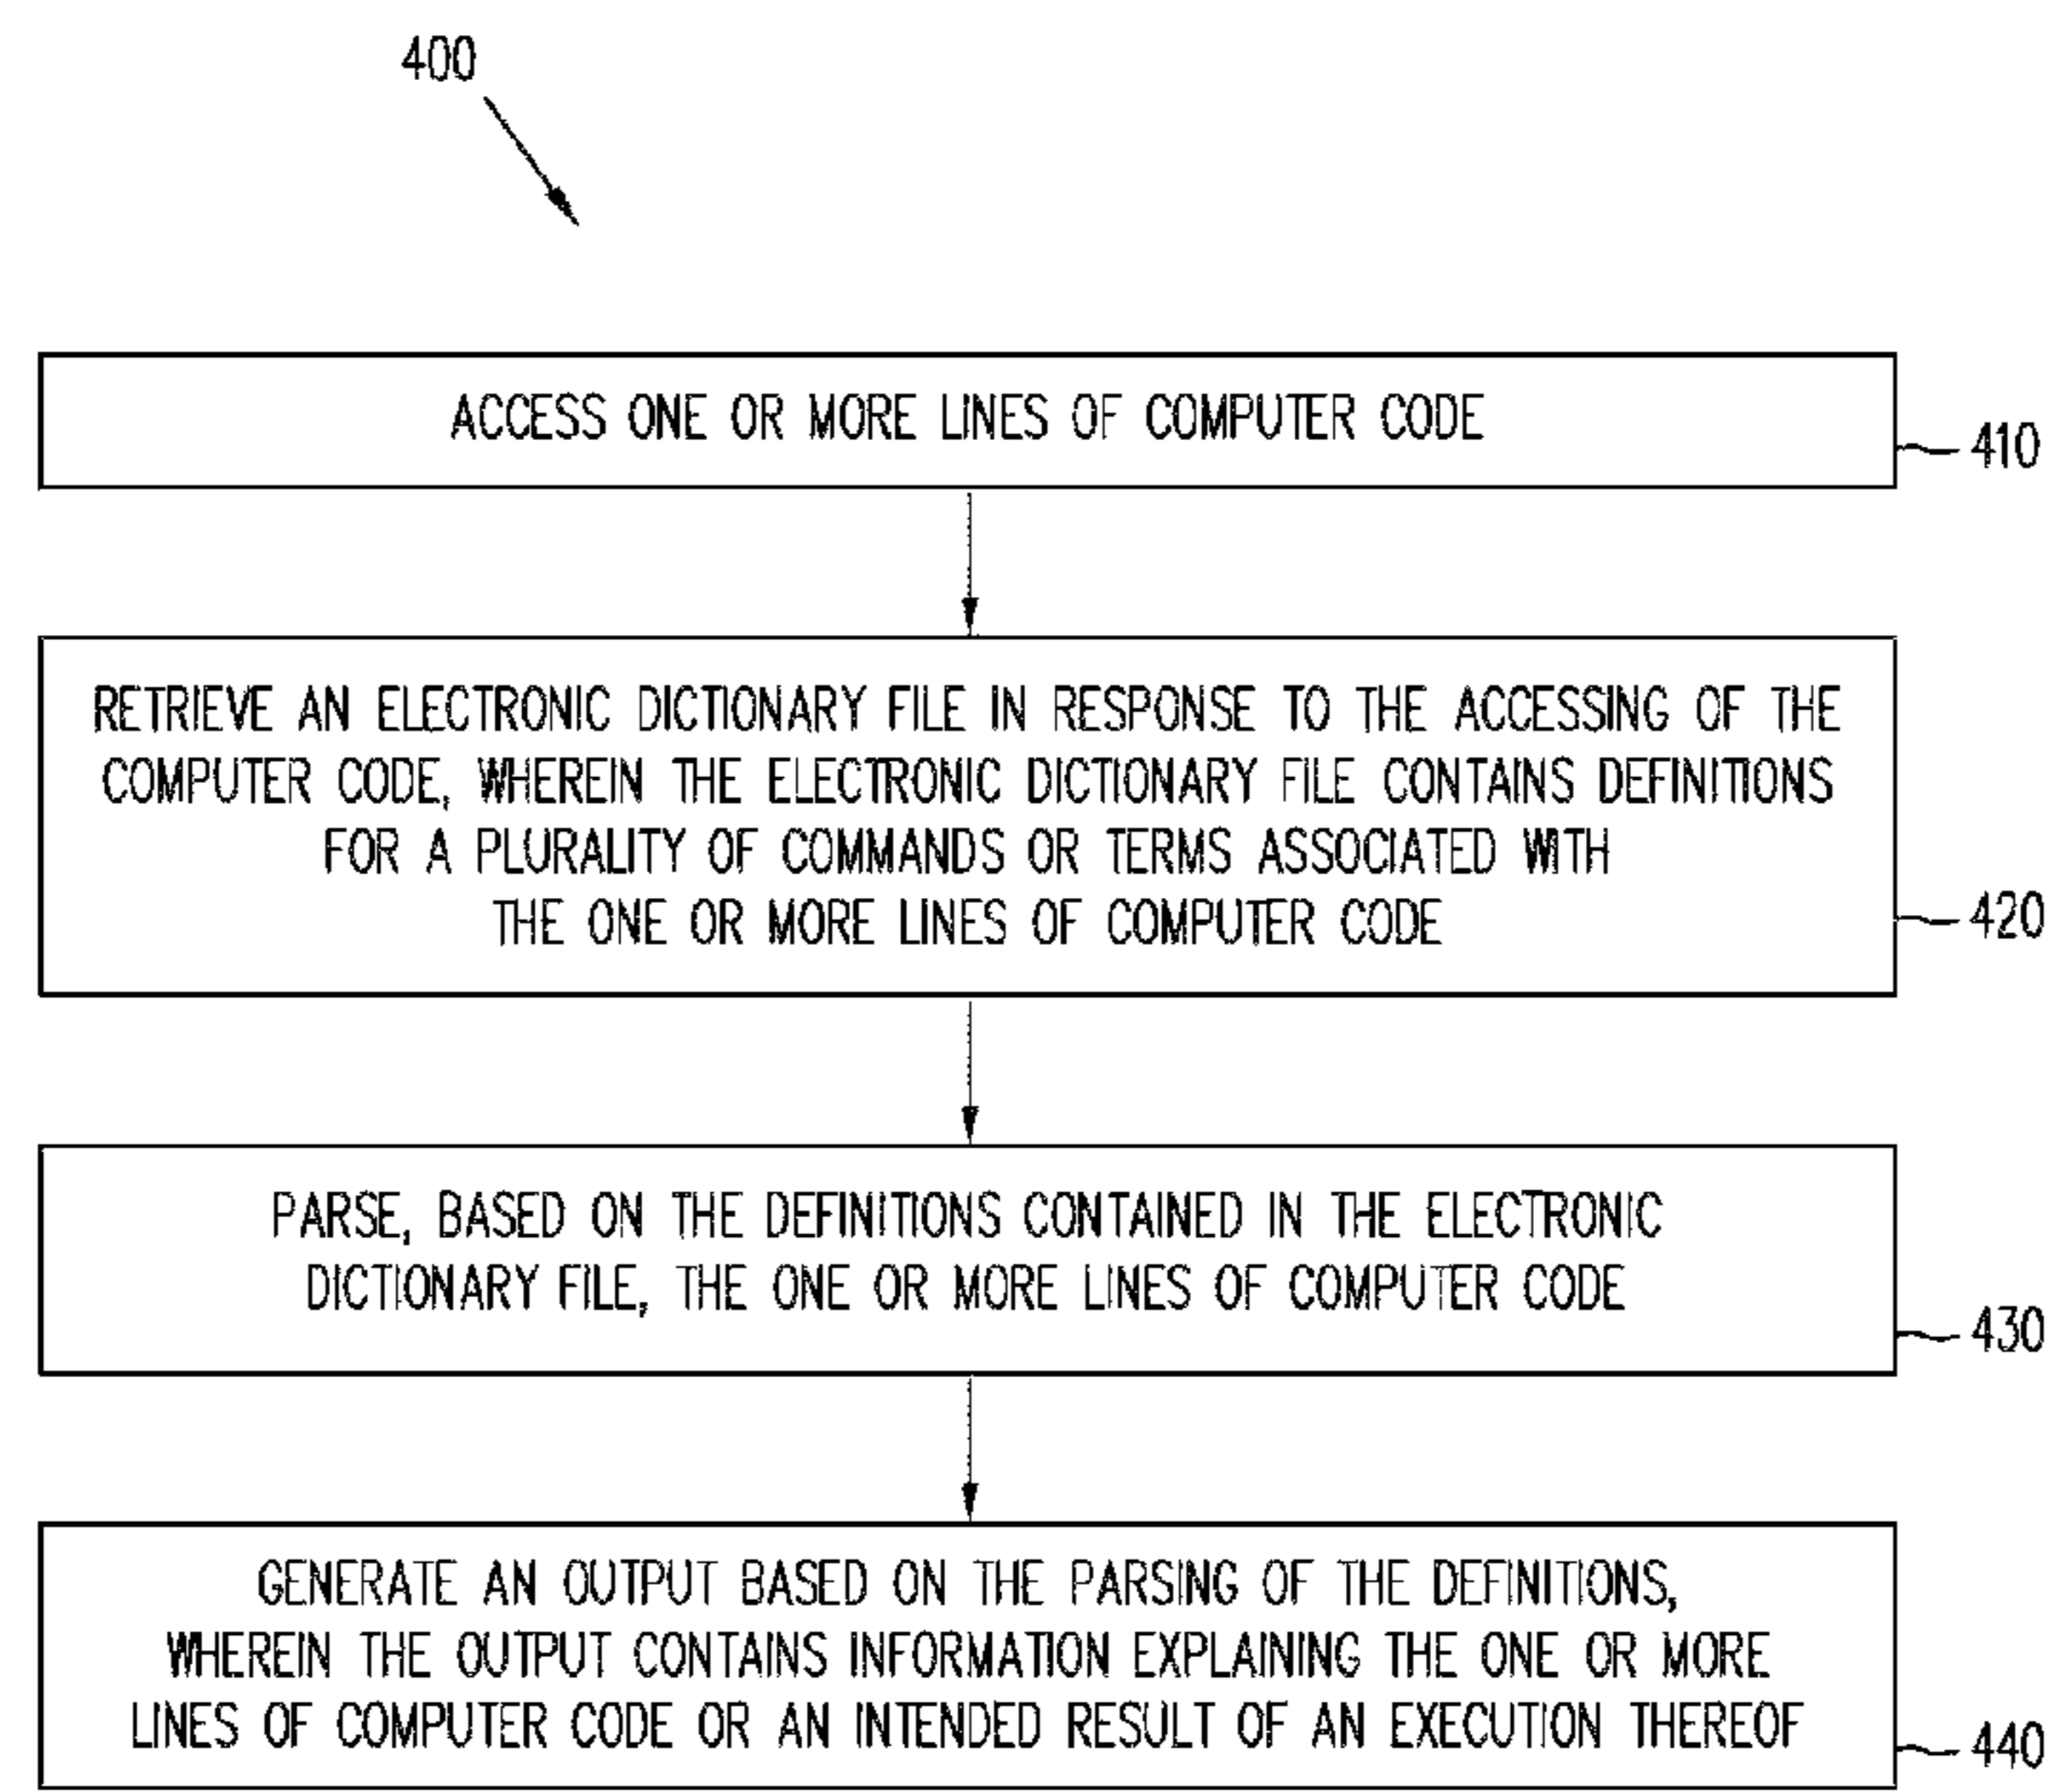 400
ACCESS ONE OR MORE LINES OF COMPUTER CODE
410
RETRIEVE AN ELECTRONIC DICTIONARY FILE IN RESPONSE TO THE ACCESSING OF THE
COMPUTER CODE, WHEREIN THE ELECTRONIC DICTIONARY FILE CONTAINS DEFINITIONS
FOR A PLURALITY OF COMMANDS OR TERMS ASSOCIATED WITH
THE ONE OR MORE LINES OF COMPUTER CODE
420
PARSE, BASED ON THE DEFINITIONS CONTAINED IN THE ELECTRONIC
DICTIONARY FILE, THE ONE OR MORE LINES OF COMPUTER CODE
430
GENERATE AN OUTPUT BASED ON THE PARSING OF THE DEFINITIONS,
WHEREIN THE OUTPUT CONTAINS INFORMATION EXPLAINING THE ONE OR MORE
LINES OF COMPUTER CODE OR AN INTENDED RESULT OF AN EXECUTION THEREOF
440